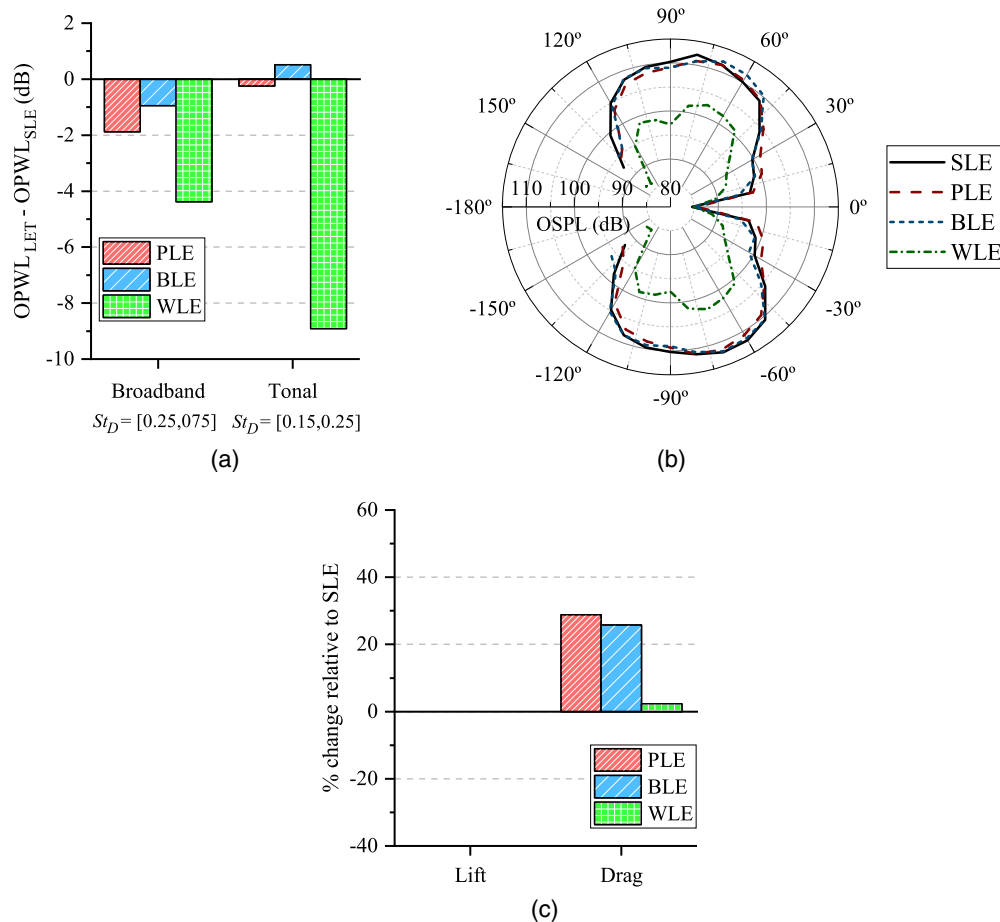 2
0
-2
-4
-6
-8
-10
OPWL_LET - OPWL_SLE (dB)
PLE
BLE
WLE
Broadband
Tonal
St_D = [0.25,075]
St_D = [0.15,0.25]
(a)
90º
120º
60º
150º
30º
110
100
90
80
-180º
OSPL (dB)
0º
-150º
-30º
-120º
-60º
-90º
SLE
PLE
BLE
WLE
(b)
60
40
20
0
-20
-40
% change relative to SLE
PLE
BLE
WLE
Lift
Drag
(c)